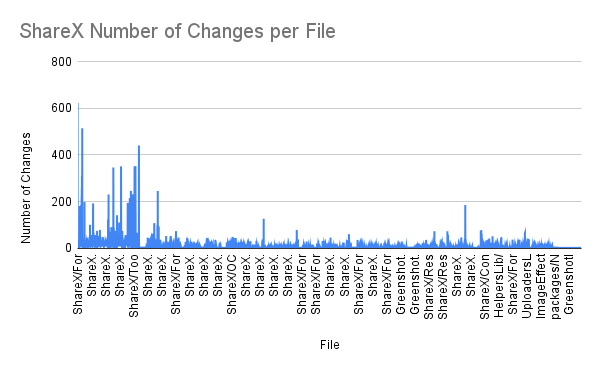 ShareX Number of Changes per File
Number of Changes
800
600
400
200
0
ShareX/For
ShareX.
ShareX.
ShareX.
ShareX/Too
ShareX.
ShareX.
ShareX/For
ShareX.
ShareX.
ShareX.
ShareX/OC
ShareX.
ShareX.
ShareX.
ShareX.
ShareX/For
ShareX/For
ShareX.
ShareX.
ShareX/For
ShareX.
ShareX/For
Greenshot.
Greenshot.
ShareX/Res
ShareX/Res
ShareX.
ShareX.
ShareX/Con
HelpersLib/
ShareX/For
UploadersL
ImageEffect
packages/N
Greenshotl
File